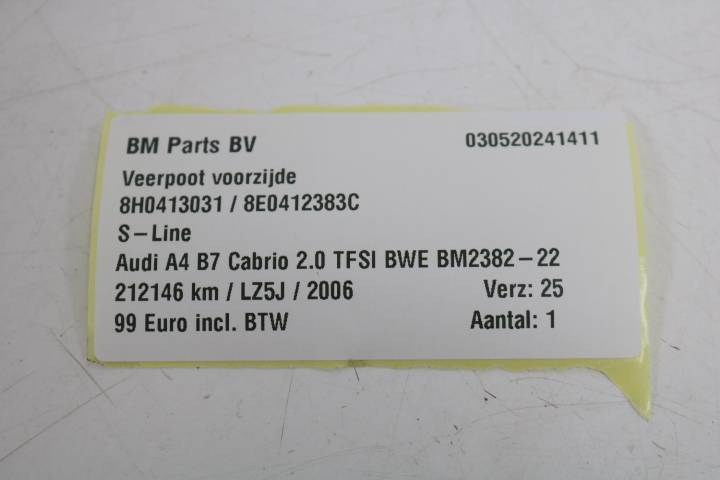 BM Parts BV 030520241411
Veerpoot voorzijde
8H0413031 / 8E0412383C
S-Line
Audi A4 B7 Cabrio 2.0 TFSI BWE BM2382-22
212146 km / LZ5J / 2006 Verz: 25
99 Euro incl. BTW Aantal: 1